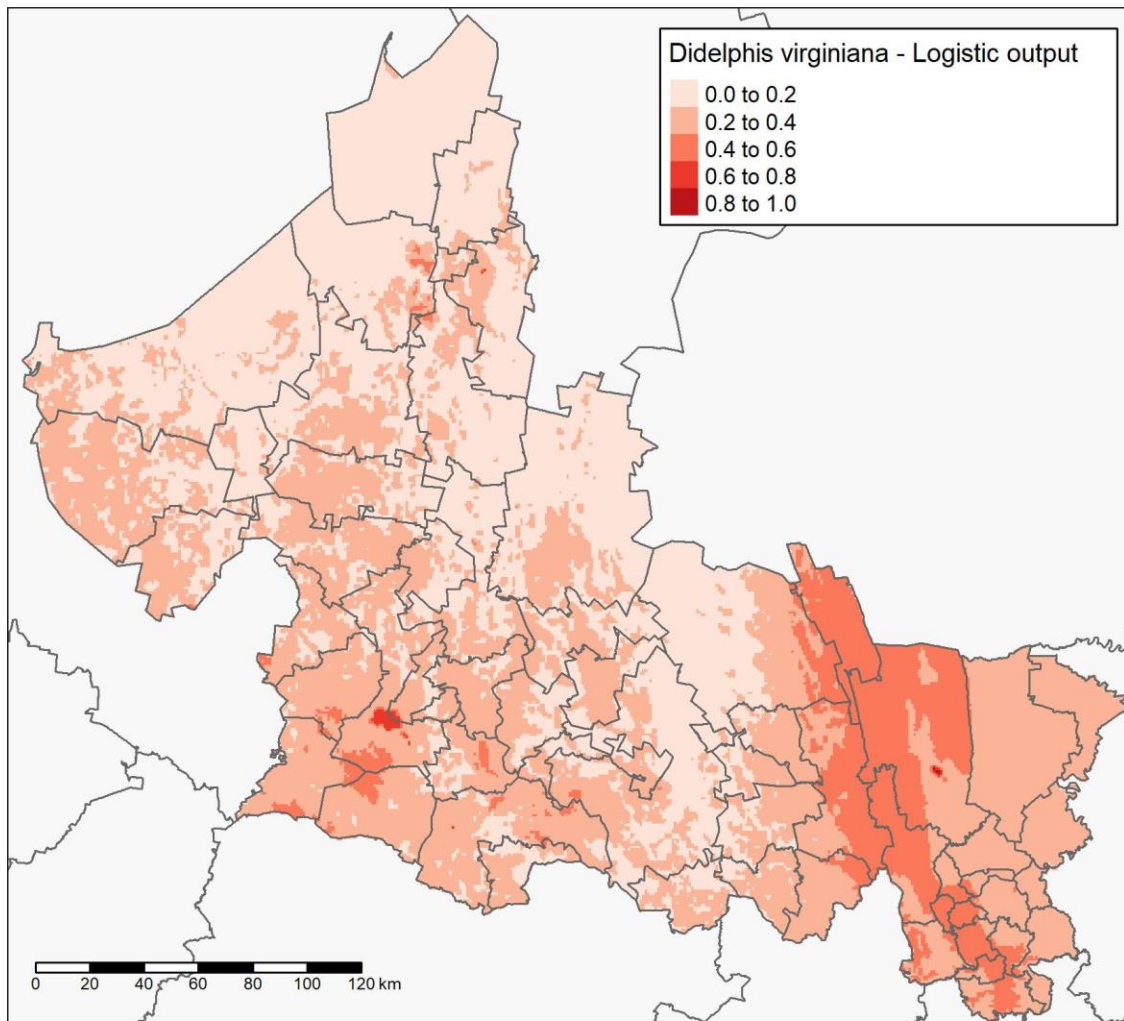 Didelphis virginiana - Logistic output
0.0 to 0.2
0.2 to 0.4
0.4 to 0.6
0.6 to 0.8
0.8 to 1.0
0 20 40 60 80 100 120 km